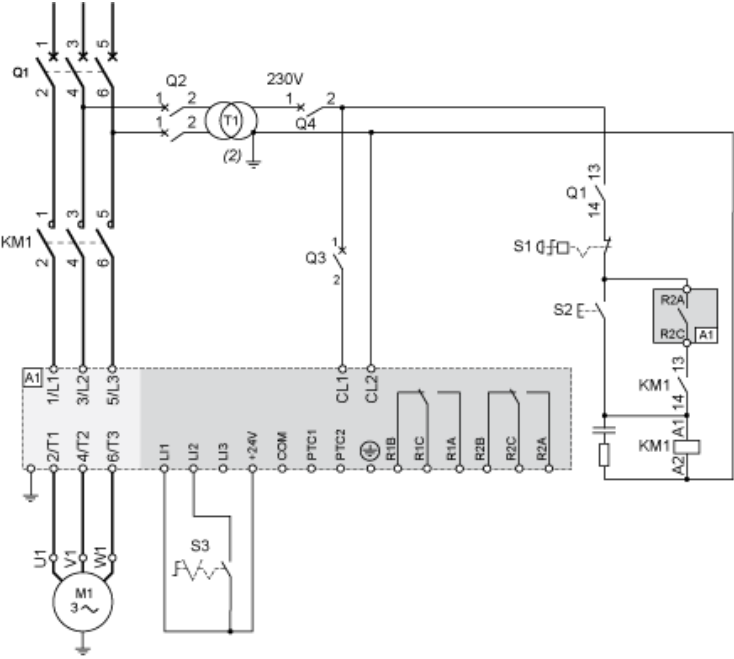 1 3 5
Q1
2 4 6
Q2
1 2
1 2
T1
(2)
230V
1 2
Q4
1 3 5
KM1
2 4 6
1
Q3
2
13
Q1
14
S1
S2
R2A
R2C
A1
13
KM1
14
A1
KM1
A2
A1
1/L1 3/L2 5/L3
CL1 CL2
2/T1 4/T2 6/T3
LI1 LI2 LI3 +24V COM PTC1 PTC2 R1B R1C R1A R2B R2C R2A
S3
U1 V1 W1
M1
3